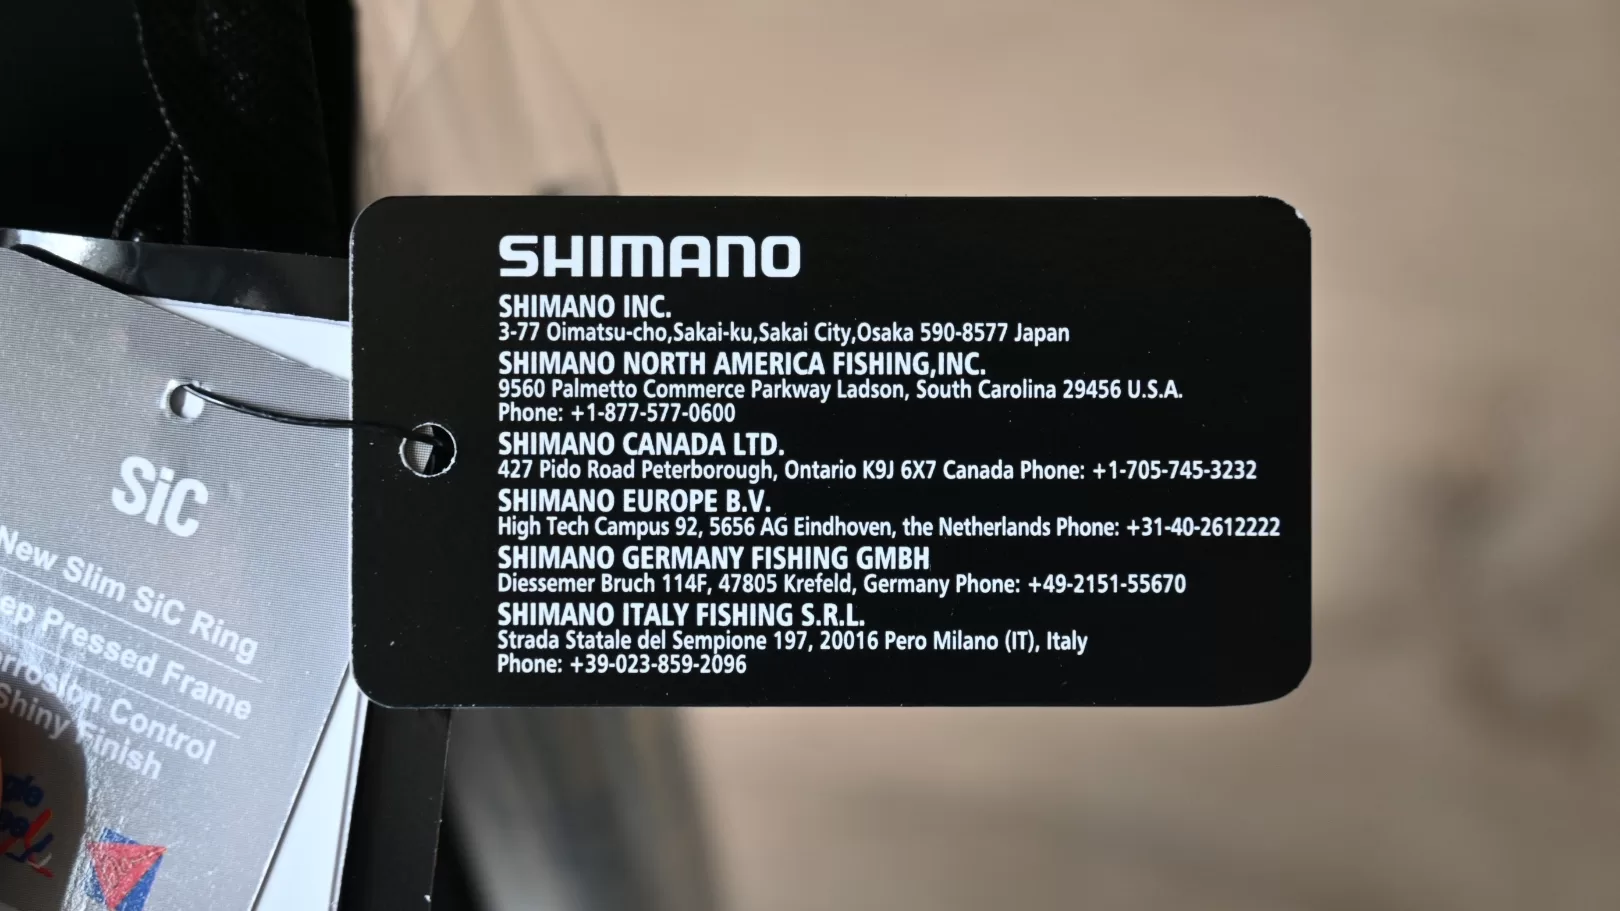 SHIMANO
SHIMANO INC.
3-77 Oimatsu-cho,Sakai-ku,Sakai City,Osaka 590-8577 Japan
SHIMANO NORTH AMERICA FISHING,INC.
9560 Palmetto Commerce Parkway Ladson, South Carolina 29456 U.S.A.
Phone: +1-877-577-0600
SHIMANO CANADA LTD.
427 Pido Road Peterborough, Ontario K9J 6X7 Canada Phone: +1-705-745-3232
SHIMANO EUROPE B.V.
High Tech Campus 92, 5656 AG Eindhoven, the Netherlands Phone: +31-40-2612222
SHIMANO GERMANY FISHING GMBH
Diessemer Bruch 114F, 47805 Krefeld, Germany Phone: +49-2151-55670
SHIMANO ITALY FISHING S.R.L.
Strada Statale del Sempione 197, 20016 Pero Milano (IT), Italy
Phone: +39-023-859-2096
SiC
New Slim SiC Ring
Pressed Frame
Control
Shiny Finish